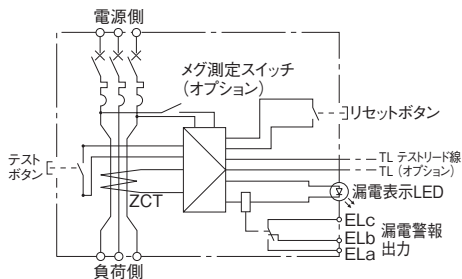 電源側
メグ測定スイッチ
(オプション)
リセットボタン
テスト
ボタン
TL テストリード線
TL (オプション)
漏電表示LED
ZCT
ELc
ELb
ELa
漏電警報
出力
負荷側